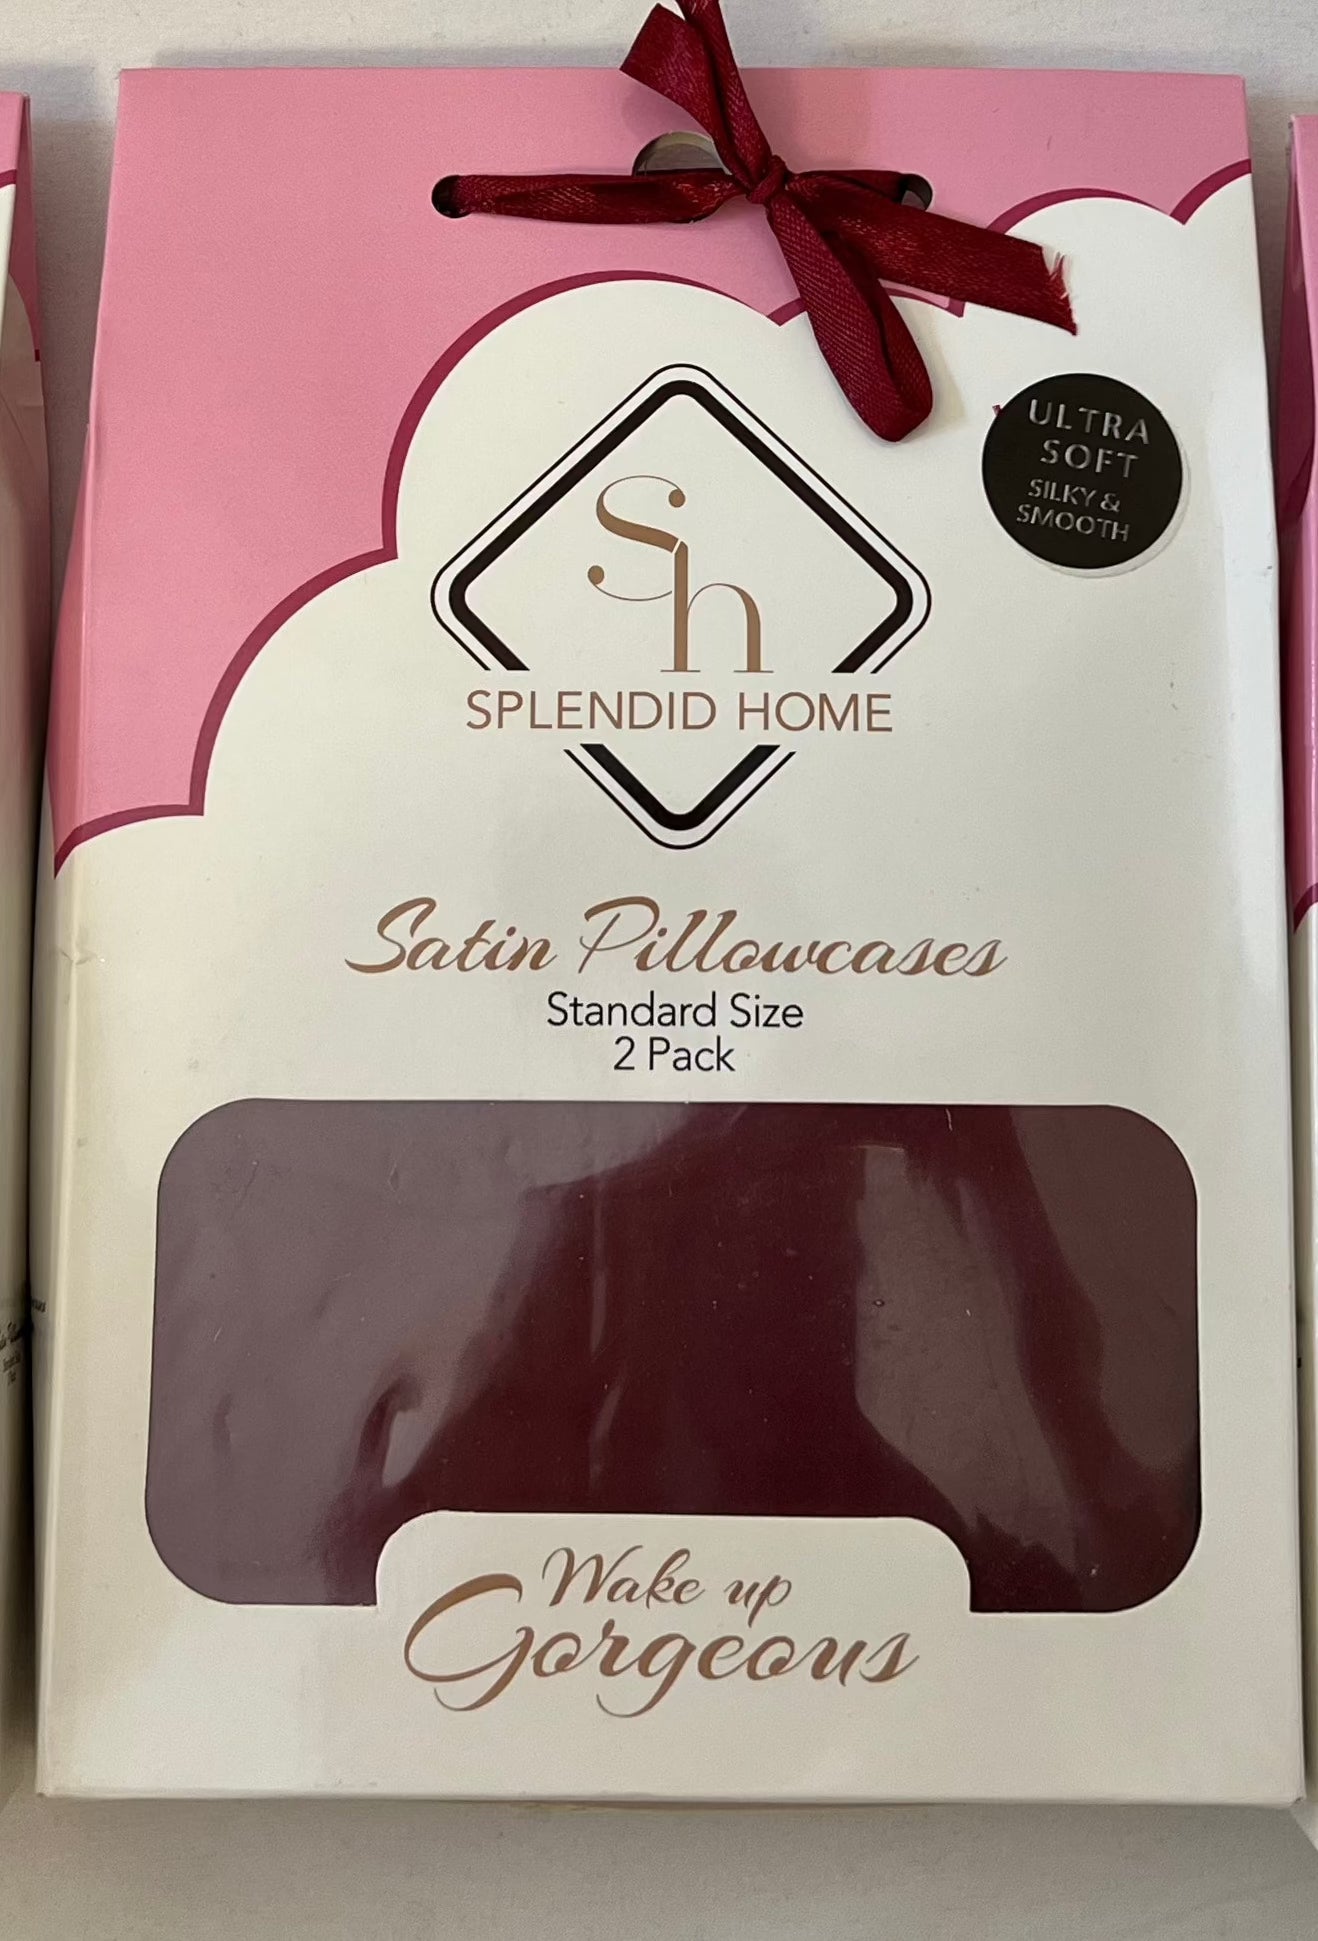 ULTRA
SOFT
SILKY &
SMOOTH
Sh
SPLENDID HOME
Satin Pillowcases
Standard Size
2 Pack
Wake up
Gorgeous